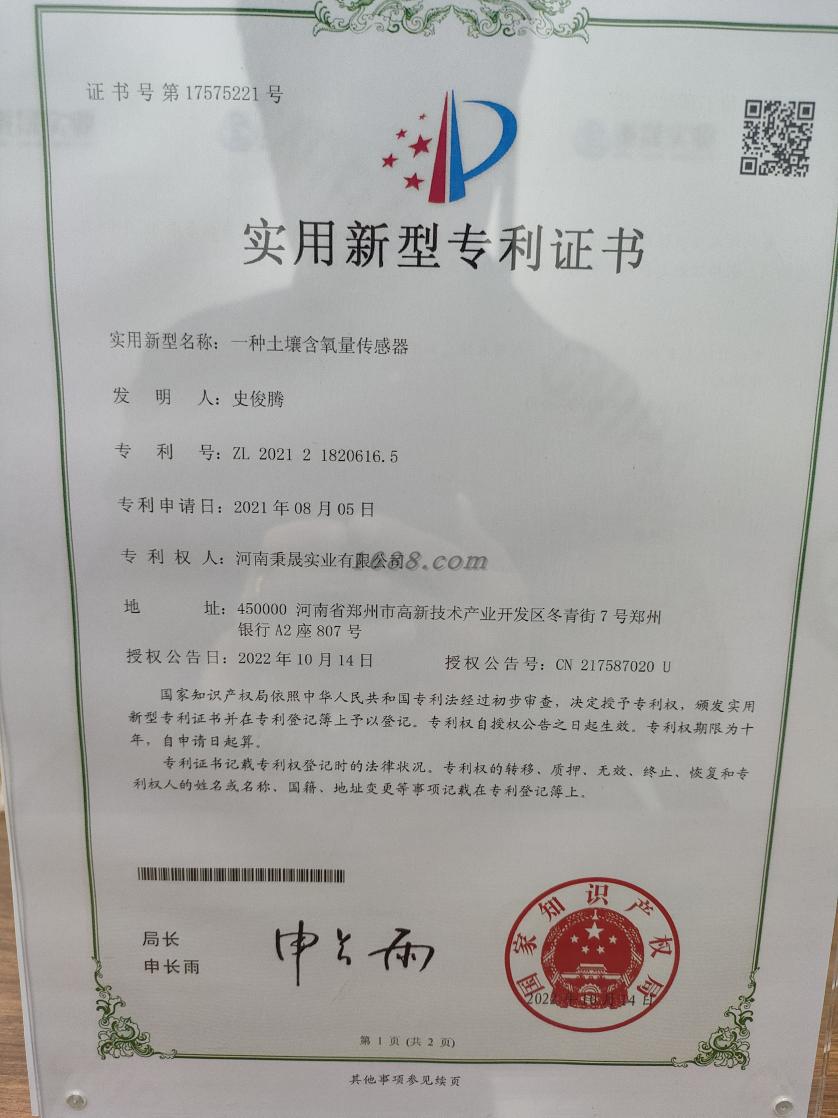 证书号第17575221号
实用新型专利证书
实用新型名称：一种土壤含氧量传感器
发明人：史俊腾
专利号：ZL 2021 2 1820616.5
专利申请日：2021年08月05日
专利权人：河南秉晟实业有限公司
1688.com
地址：450000 河南省郑州市高新技术产业开发区冬青街7号郑州
银行A2座807号
授权公告日：2022年10月14日 授权公告号：CN 217587020 U
国家知识产权局依照中华人民共和国专利法经过初步审查，决定授予专利权，颁发实用
新型专利证书并在专利登记簿上予以登记。专利权自授权公告之日起生效。专利权期限为十
年，自申请日起算。
专利证书记载专利权登记时的法律状况。专利权的转移、质押、无效、终止、恢复和专
利权人的姓名或名称、国籍、地址变更等事项记载在专利登记簿上。
局长
申长雨
申长雨
国家知识产权局
2022年10月14日
第1页(共2页)
其他事项参见续页